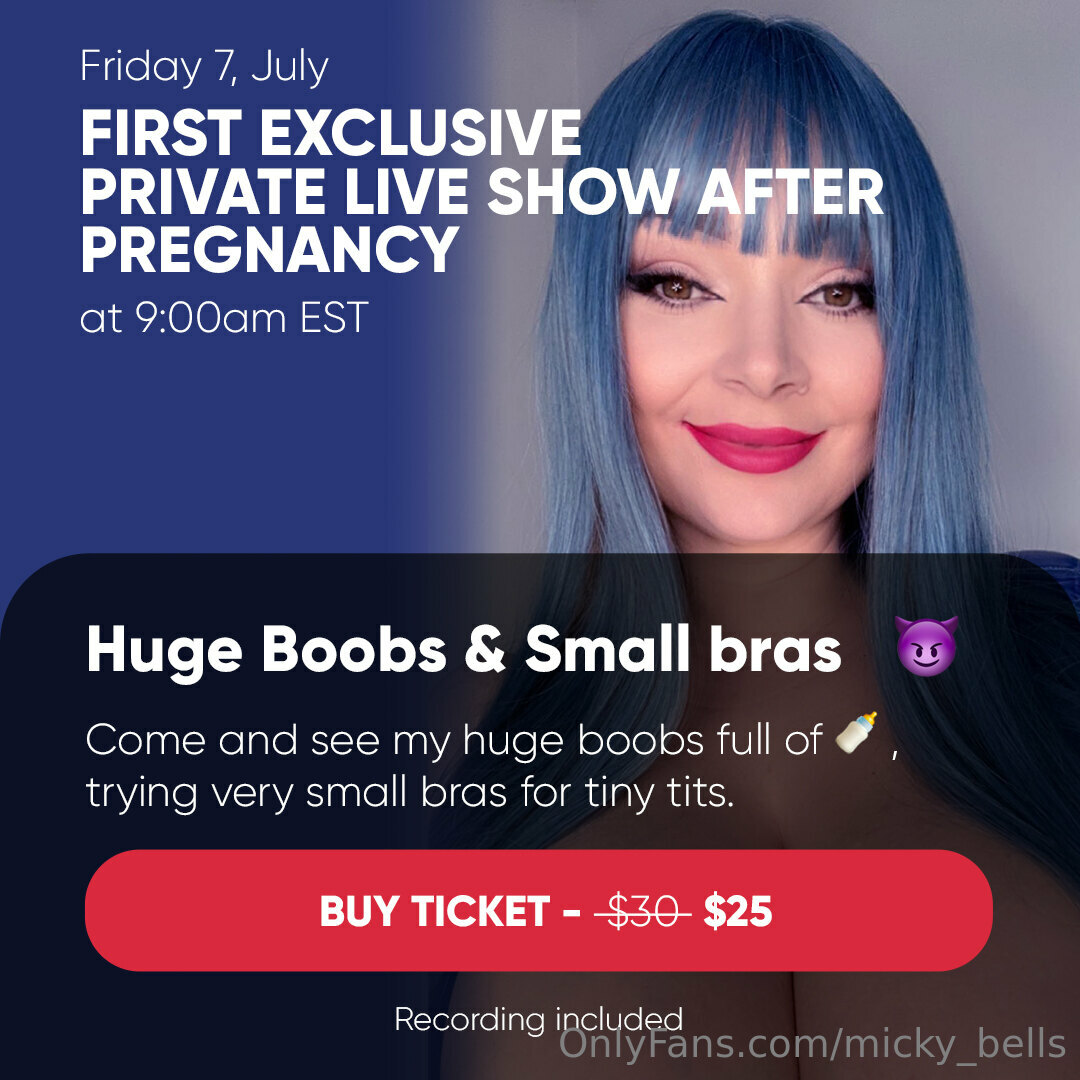 Friday 7, July
FIRST EXCLUSIVE
PRIVATE LIVE SHOW AFTER
PREGNANCY
at 9:00am EST
Huge Boobs & Small bras 😈
Come and see my huge boobs full of 🍼 ,
trying very small bras for tiny tits.
BUY TICKET - $30 $25
Recording included
OnlyFans.com/micky_bells